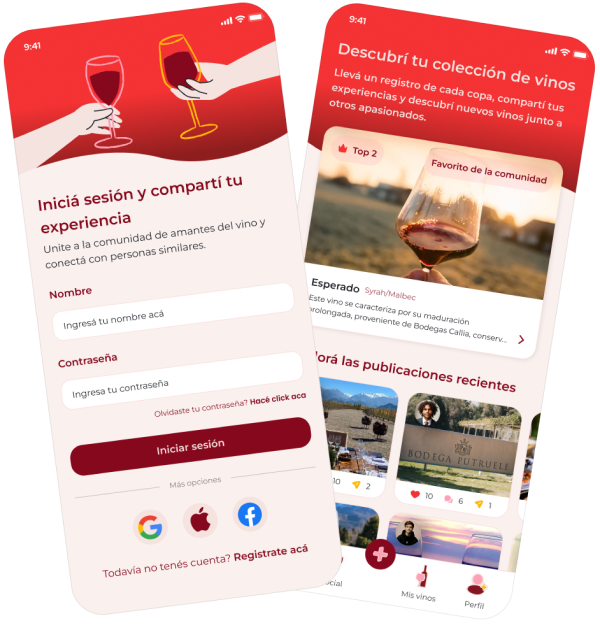 9:41
Iniciá sesión y compartí tu
experiencia
Unite a la comunidad de amantes del vino y
conectá con personas similares.
Nombre
Ingresá tu nombre acá
Contraseña
Ingresa tu contraseña
Olvidaste tu contraseña? Hacé click aca
Iniciar sesión
Más opciones
Todavía no tenés cuenta? Registrate acá
9:41
Descubrí tu colección de vinos
Llevá un registro de cada copa, compartí tus
experiencias y descubrí nuevos vinos junto a
otros apasionados.
Top 2
Favorito de la comunidad
Esperado Syrah/Malbec
Este vino se caracteriza por su maduración
prolongada, proveniente de Bodegas Callia, conserv...
lorá las publicaciones recientes
BODEGA PUTRUELE
10 2
10 6 1
ocial
Mis vinos
Perfil